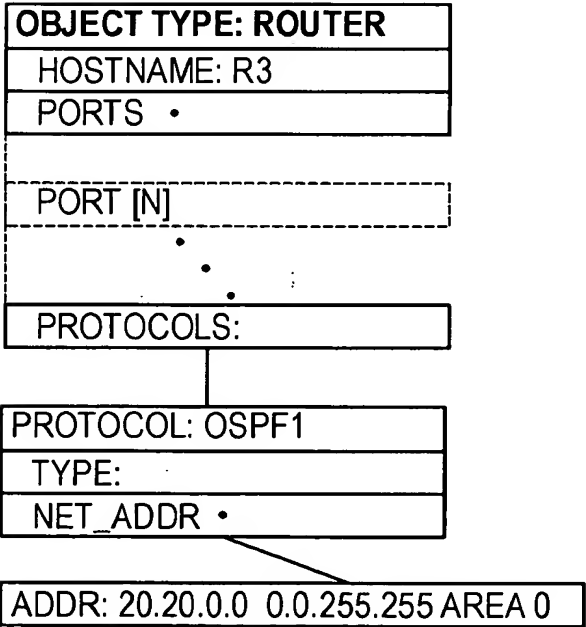 OBJECT TYPE: ROUTER
HOSTNAME: R3
PORTS •
PORT [N]
PROTOCOLS:
PROTOCOL: OSPF1
TYPE:
NET_ADDR •
ADDR: 20.20.0.0 0.0.255.255 AREA 0